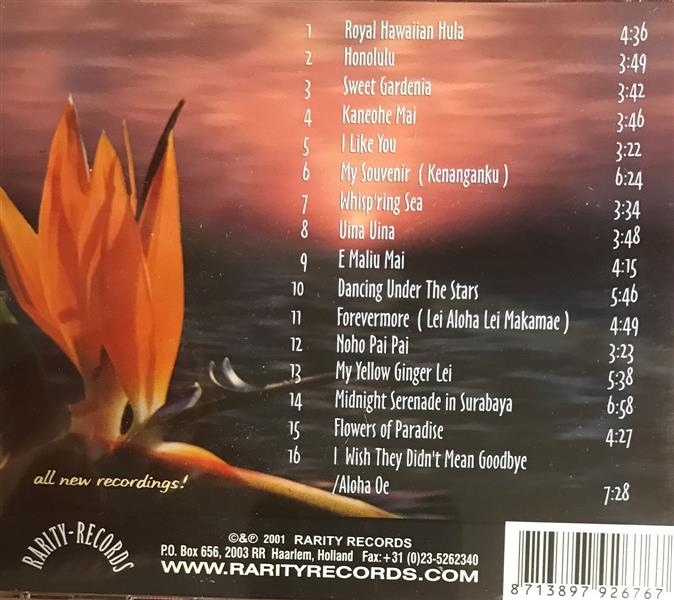 1 Royal Hawaiian Hula 4:36
2 Honolulu 3:49
3 Sweet Gardenia 3:42
4 Kaneohe Mai 3:46
5 I Like You 3:22
6 My Souvenir ( Kenanganku ) 6:24
7 Whisp'ring Sea 3:34
8 Uina Uina 3:48
9 E Maliu Mai 4:15
10 Dancing Under The Stars 5:46
11 Forevermore ( Lei Aloha Lei Makamae ) 4:49
12 Noho Pai Pai 3:23
13 My Yellow Ginger Lei 5:38
14 Midnight Serenade in Surabaya 6:58
15 Flowers of Paradise 4:27
16 I Wish They Didn't Mean Goodbye
/Aloha Oe 7:28
all new recordings!
RARITY-RECORDS
©&℗ 2001 RARITY RECORDS
P.O. Box 656, 2003 RR Haarlem, Holland Fax:+31 (0)23-5262340
WWW.RARITYRECORDS.COM
8 713897 926767